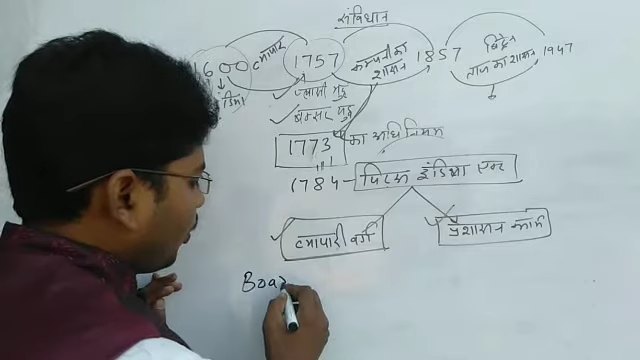 संविधान
1600 व्यापार 1757 कम्पनी का शासन 1857 ब्रिटेन ताज का शासन 1947
प्लासी युद्ध
बक्सर युद्ध
1773 का अधिनियम
1784 - पिट्स इंडिया एक्ट
व्यापारी वर्ग प्रशासन कार्य
Boar